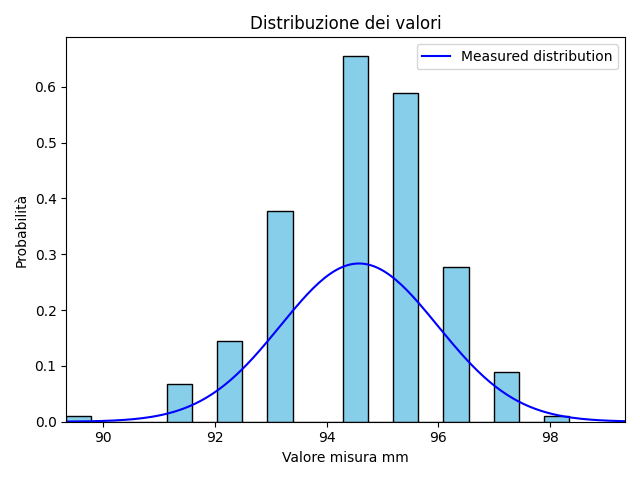 Distribuzione dei valori
Measured distribution
Probabilità
0.6
0.5
0.4
0.3
0.2
0.1
0.0
90 92 94 96 98
Valore misura mm